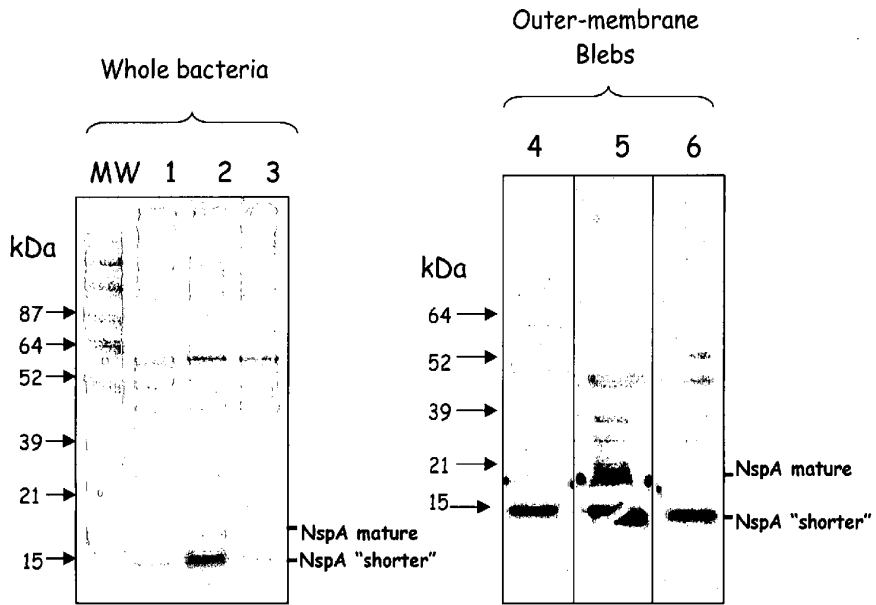 Whole bacteria
MW 1 2 3
kDa
87
64
52
39
21
15
NspA mature
NspA “shorter”
Outer-membrane
Blebs
4 5 6
kDa
64
52
39
21
15
NspA mature
NspA “shorter”